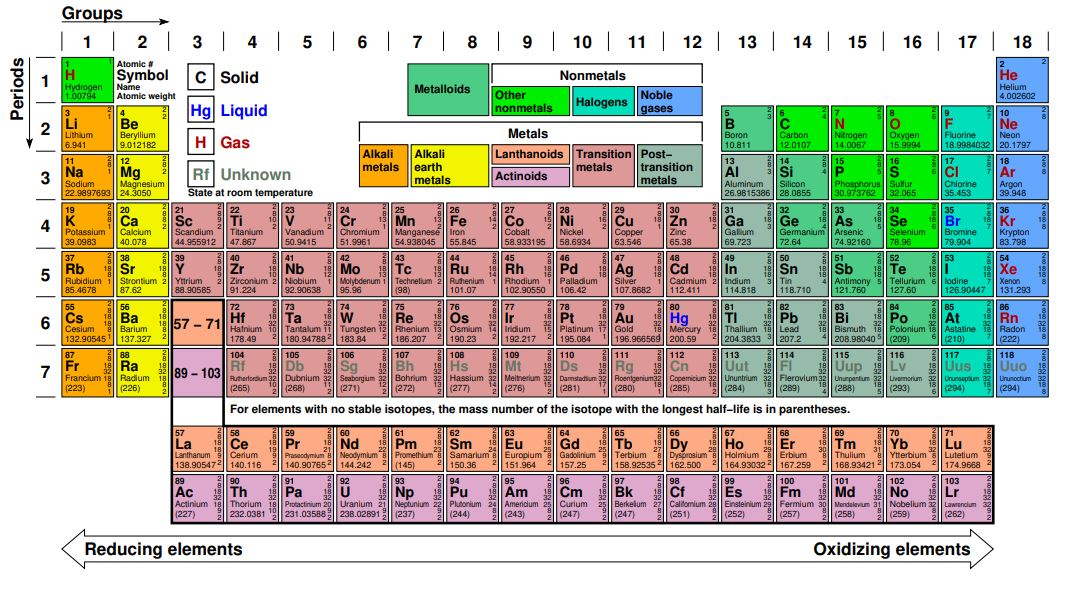 Groups
Periods
1 2 3 4 5 6 7 8 9 10 11 12 13 14 15 16 17 18
1
1
H
Hydrogen
1.00794
Atomic #
Symbol
Name
Atomic weight
C Solid
Hg Liquid
H Gas
Rf Unknown
State at room temperature
Metalloids
Nonmetals
Other nonmetals
Halogens
Noble gases
Metals
Alkali metals
Alkali earth metals
Lanthanoids
Actinoids
Transition metals
Post–transition metals
2
He
Helium
4.002602
2
3 4 5 6 7 8 9 10
Li Be B C N O F Ne
Lithium Beryllium Boron Carbon Nitrogen Oxygen Fluorine Neon
6.941 9.012182 10.811 12.0107 14.0067 15.9994 18.9984032 20.1797
3
11 12 13 14 15 16 17 18
Na Mg Al Si P S Cl Ar
Sodium Magnesium Aluminum Silicon Phosphorus Sulfur Chlorine Argon
22.9897693 24.3050 26.9815386 28.0855 30.973762 32.065 35.453 39.948
4
19 20 21 22 23 24 25 26 27 28 29 30 31 32 33 34 35 36
K Ca Sc Ti V Cr Mn Fe Co Ni Cu Zn Ga Ge As Se Br Kr
Potassium Calcium Scandium Titanium Vanadium Chromium Manganese Iron Cobalt Nickel Copper Zinc Gallium Germanium Arsenic Selenium Bromine Krypton
39.0983 40.078 44.955912 47.867 50.9415 51.9961 54.938045 55.845 58.933195 58.6934 63.546 65.38 69.723 72.64 74.92160 78.96 79.904 83.798
5
37 38 39 40 41 42 43 44 45 46 47 48 49 50 51 52 53 54
Rb Sr Y Zr Nb Mo Tc Ru Rh Pd Ag Cd In Sn Sb Te I Xe
Rubidium Strontium Yttrium Zirconium Niobium Molybdenum Technetium Ruthenium Rhodium Palladium Silver Cadmium Indium Tin Antimony Tellurium Iodine Xenon
85.4678 87.62 88.90585 91.224 92.90638 95.96 (98) 101.07 102.90550 106.42 107.8682 112.411 114.818 118.710 121.760 127.60 126.90447 131.293
6
55 56 57 – 71 72 73 74 75 76 77 78 79 80 81 82 83 84 85 86
Cs Ba Hf Ta W Re Os Ir Pt Au Hg Tl Pb Bi Po At Rn
Cesium Barium Hafnium Tantalum Tungsten Rhenium Osmium Iridium Platinum Gold Mercury Thallium Lead Bismuth Polonium Astatine Radon
132.90545 137.327 178.49 180.94788 183.84 186.207 190.23 192.217 195.084 196.966569 200.59 204.3833 207.2 208.98040 (209) (210) (222)
7
87 88 89 – 103 104 105 106 107 108 109 110 111 112 113 114 115 116 117 118
Fr Ra Rf Db Sg Bh Hs Mt Ds Rg Cn Uut Fl Uup Lv Uus Uuo
Francium Radium Rutherfordium Dubnium Seaborgium Bohrium Hassium Meitnerium Darmstadtium Roentgenium Copernicium Ununtrium Flerovium Ununpentium Livermorium Ununseptium Ununoctium
(223) (226) (265) (268) (271) (272) (277) (276) (281) (280) (285) (284) (289) (288) (293) (294) (294)
For elements with no stable isotopes, the mass number of the isotope with the longest half–life is in parentheses.
57 58 59 60 61 62 63 64 65 66 67 68 69 70 71
La Ce Pr Nd Pm Sm Eu Gd Tb Dy Ho Er Tm Yb Lu
Lanthanum Cerium Praseodymium Neodymium Promethium Samarium Europium Gadolinium Terbium Dysprosium Holmium Erbium Thulium Ytterbium Lutetium
138.90547 140.116 140.90765 144.242 (145) 150.36 151.964 157.25 158.92535 162.500 164.93032 167.259 168.93421 173.054 174.9668
89 90 91 92 93 94 95 96 97 98 99 100 101 102 103
Ac Th Pa U Np Pu Am Cm Bk Cf Es Fm Md No Lr
Actinium Thorium Protactinium Uranium Neptunium Plutonium Americium Curium Berkelium Californium Einsteinium Fermium Mendelevium Nobelium Lawrencium
(227) 232.0381 231.03588 238.02891 (237) (244) (243) (247) (247) (251) (252) (257) (258) (259) (262)
Reducing elements
Oxidizing elements